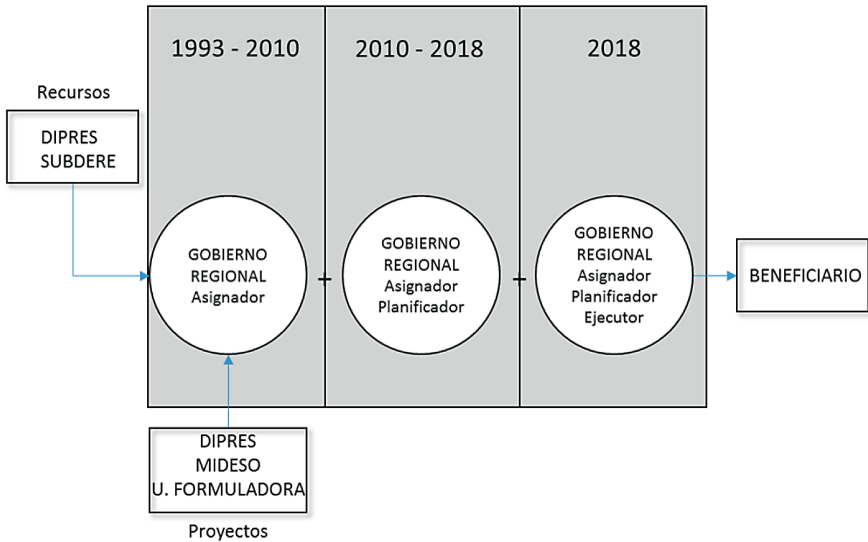 1993 - 2010
2010 - 2018
2018
Recursos
DIPRES
SUBDERE
GOBIERNO
REGIONAL
Asignador
+
GOBIERNO
REGIONAL
Asignador
Planificador
+
GOBIERNO
REGIONAL
Asignador
Planificador
Ejecutor
BENEFICIARIO
DIPRES
MIDESO
U. FORMULADORA
Proyectos